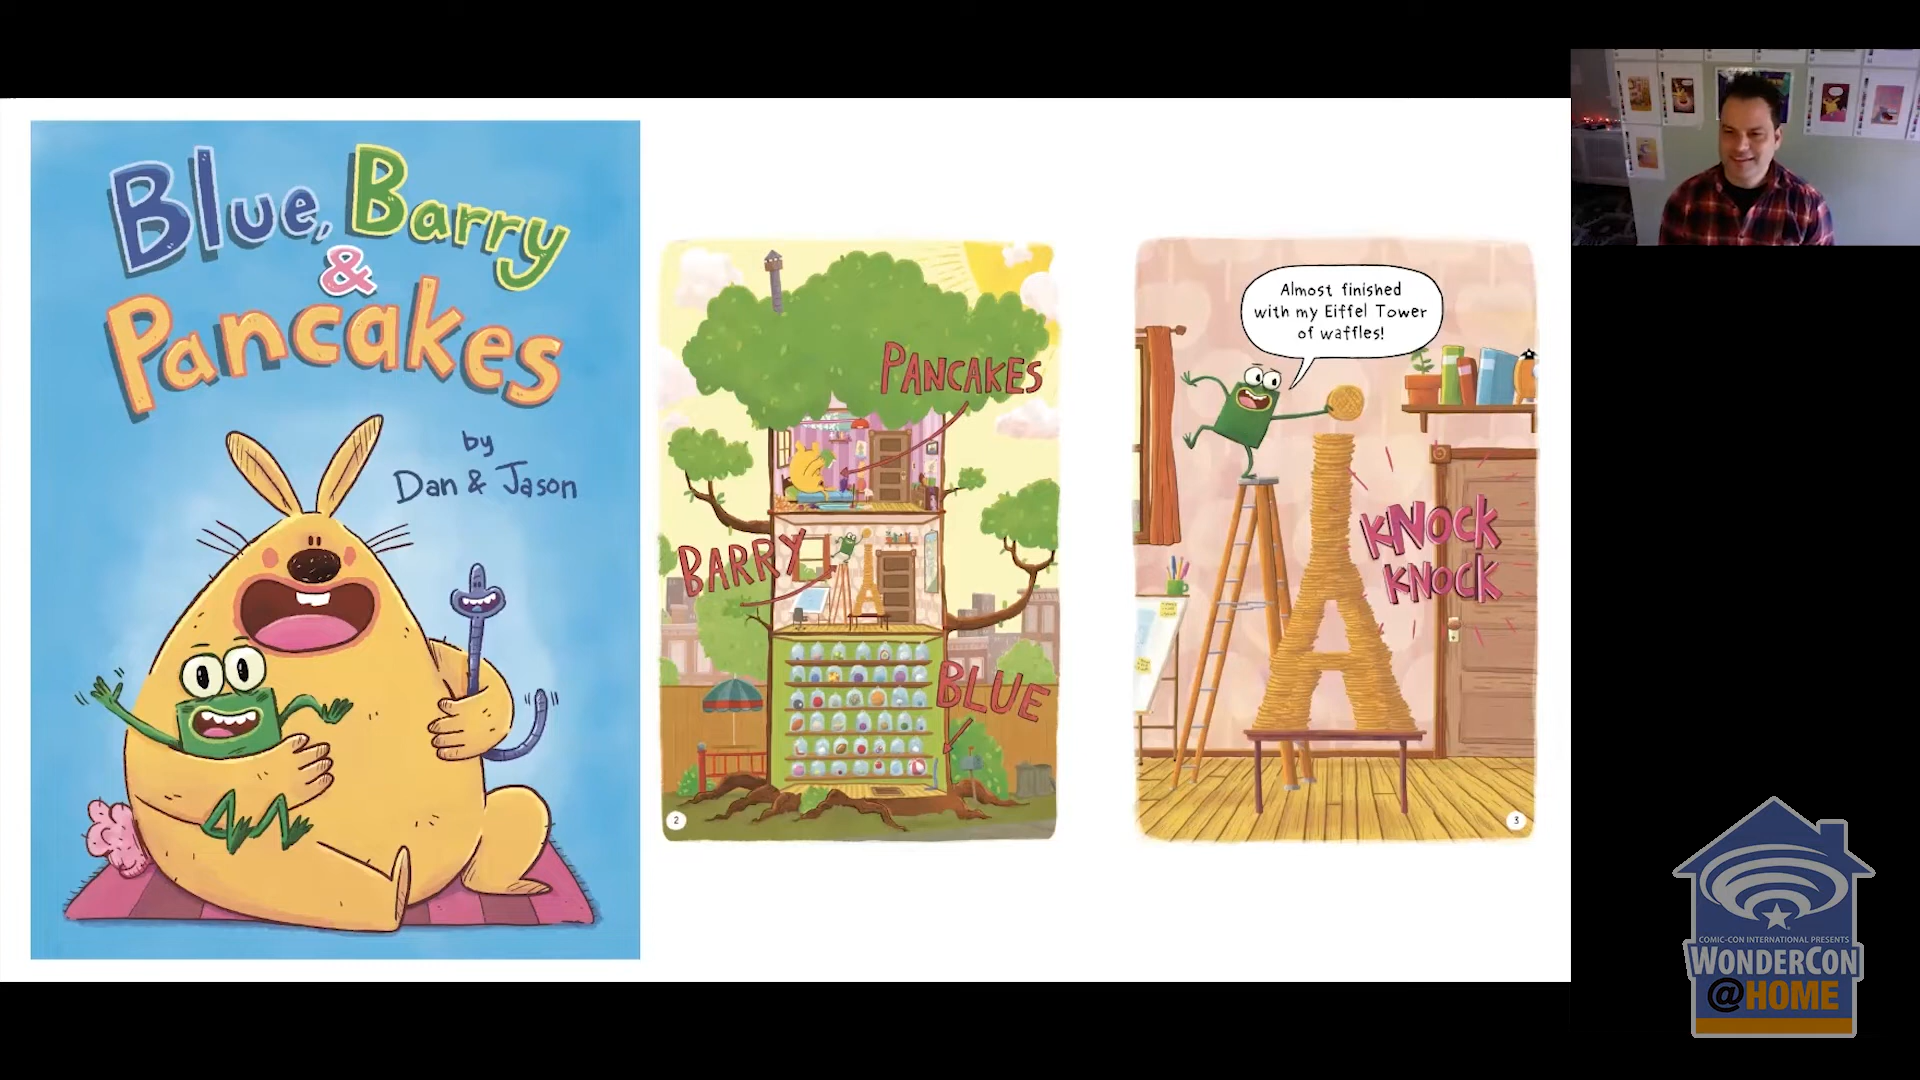 Blue, Barry
&
Pancakes
by
Dan & Jason
PANCAKES
BARRY
BLUE
2
Almost finished
with my Eiffel Tower
of waffles!
KNOCK
KNOCK
3
COMIC-CON INTERNATIONAL PRESENTS
WONDERCON
@HOME